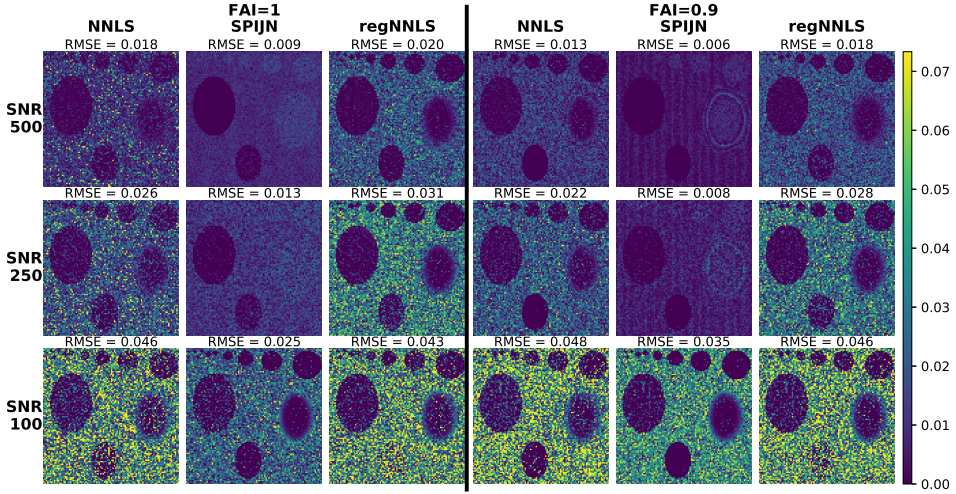 FAI=1
FAI=0.9
NNLS SPIJN regNNLS NNLS SPIJN regNNLS
RMSE = 0.018 RMSE = 0.009 RMSE = 0.020 RMSE = 0.013 RMSE = 0.006 RMSE = 0.018
SNR
500
RMSE = 0.026 RMSE = 0.013 RMSE = 0.031 RMSE = 0.022 RMSE = 0.008 RMSE = 0.028
SNR
250
RMSE = 0.046 RMSE = 0.025 RMSE = 0.043 RMSE = 0.048 RMSE = 0.035 RMSE = 0.046
SNR
100
0.07
0.06
0.05
0.04
0.03
0.02
0.01
0.00